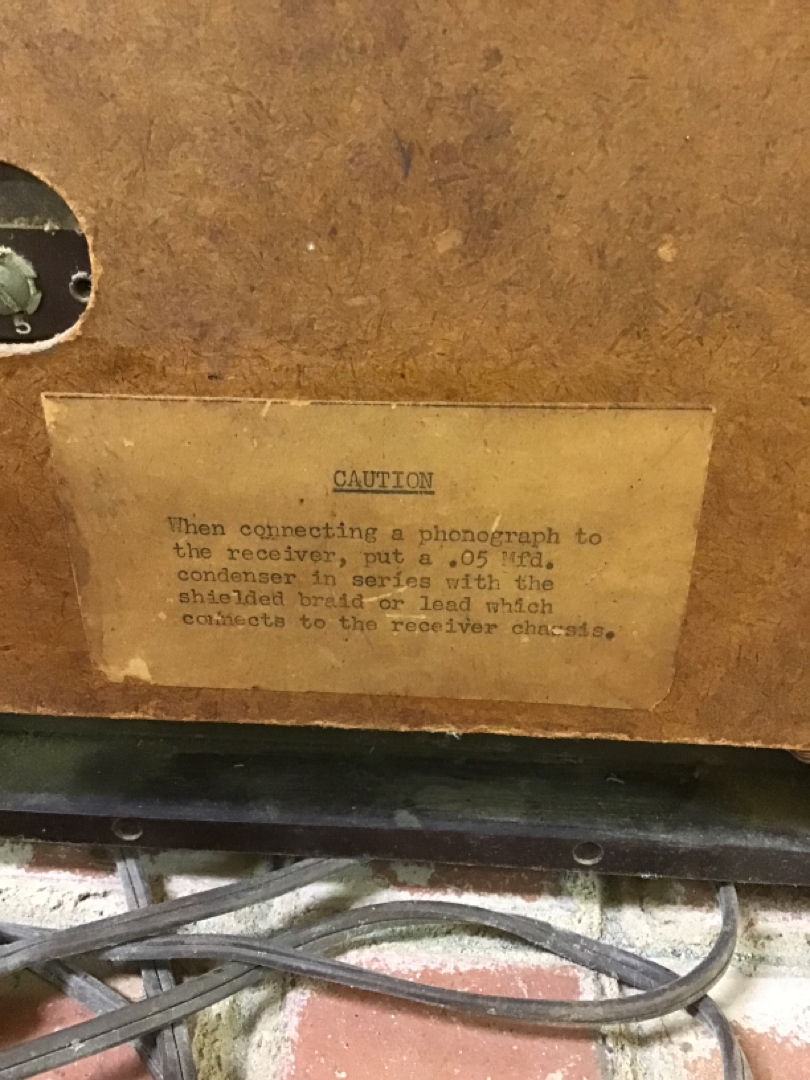 CAUTION
When connecting a phonograph to
the receiver, put a .05 Mfd.
condenser in series with the
shielded braid or lead which
connects to the receiver chassis.